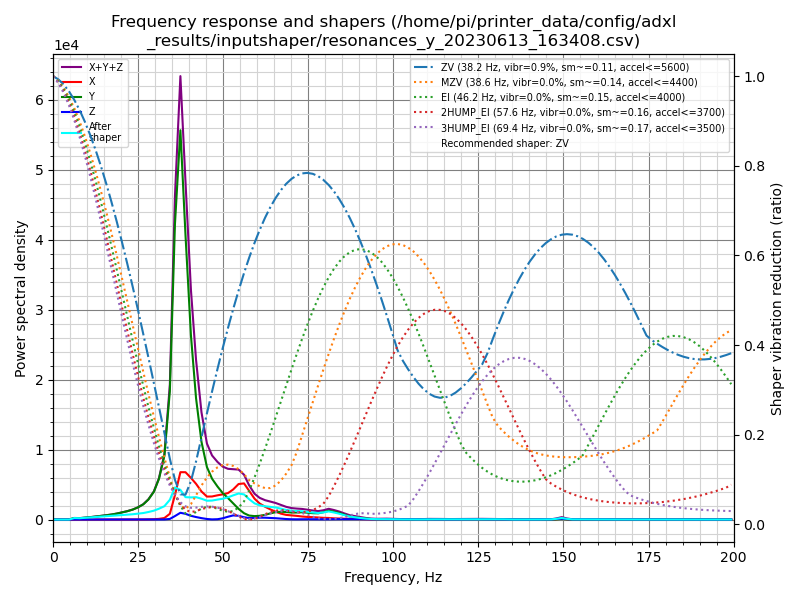 Frequency response and shapers (/home/pi/printer_data/config/adxl
_results/inputshaper/resonances_y_20230613_163408.csv)
1e4
X+Y+Z
X
Y
Z
After
shaper
ZV (38.2 Hz, vibr=0.9%, sm~=0.11, accel<=5600)
MZV (38.6 Hz, vibr=0.0%, sm~=0.14, accel<=4400)
EI (46.2 Hz, vibr=0.0%, sm~=0.15, accel<=4000)
2HUMP_EI (57.6 Hz, vibr=0.0%, sm~=0.16, accel<=3700)
3HUMP_EI (69.4 Hz, vibr=0.0%, sm~=0.17, accel<=3500)
Recommended shaper: ZV
Power spectral density
6
5
4
3
2
1
0
1.0
0.8
0.6
0.4
0.2
0.0
Shaper vibration reduction (ratio)
0 25 50 75 100 125 150 175 200
Frequency, Hz